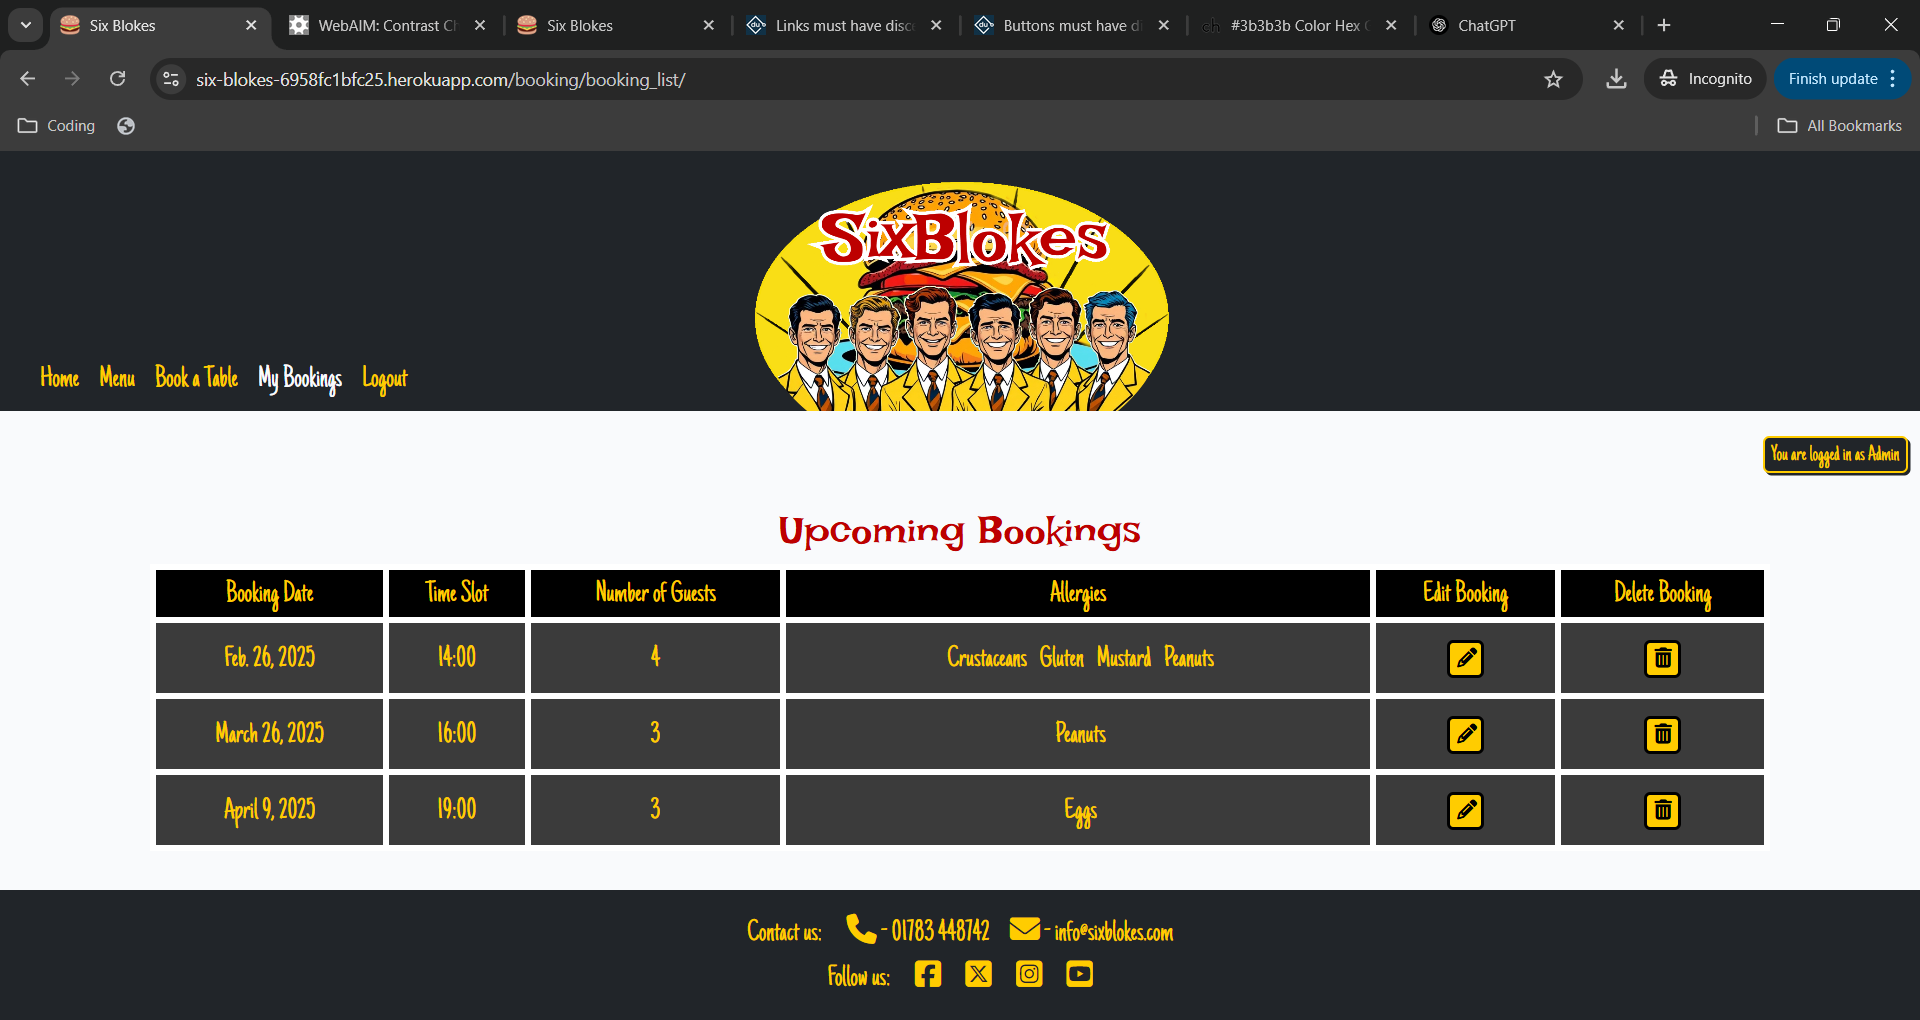 Six Blokes
WebAIM: Contrast Ch
Six Blokes
Links must have disc
Buttons must have di
#3b3b3b Color Hex C
ChatGPT
six-blokes-6958fc1bfc25.herokuapp.com/booking/booking_list/
Incognito
Finish update
Coding
All Bookmarks
SixBlokes
Home Menu Book a Table My Bookings Logout
You are logged in as Admin
Upcoming Bookings
Booking Date Time Slot Number of Guests Allergies Edit Booking Delete Booking
Feb. 26, 2025 14:00 4 Crustaceans Gluten Mustard Peanuts
March 26, 2025 16:00 3 Peanuts
April 9, 2025 19:00 3 Eggs
Contact us: - 01783 448742 - info@sixblokes.com
Follow us: